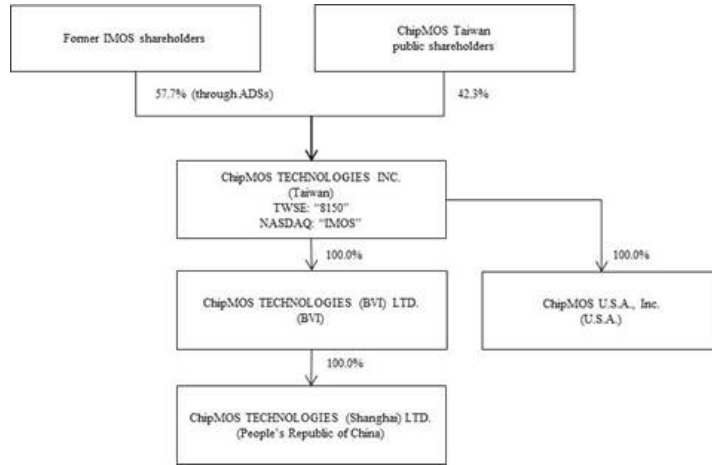 Former IMOS shareholders
ChipMOS Taiwan
public shareholders
57.7% (through ADSs)
42.3%
ChipMOS TECHNOLOGIES INC.
(Taiwan)
TWSE: “8150”
NASDAQ: “IMOS”
100.0%
100.0%
ChipMOS TECHNOLOGIES (BVI) LTD.
(BVI)
ChipMOS U.S.A., Inc.
(U.S.A.)
100.0%
ChipMOS TECHNOLOGIES (Shanghai) LTD.
(People’s Republic of China)